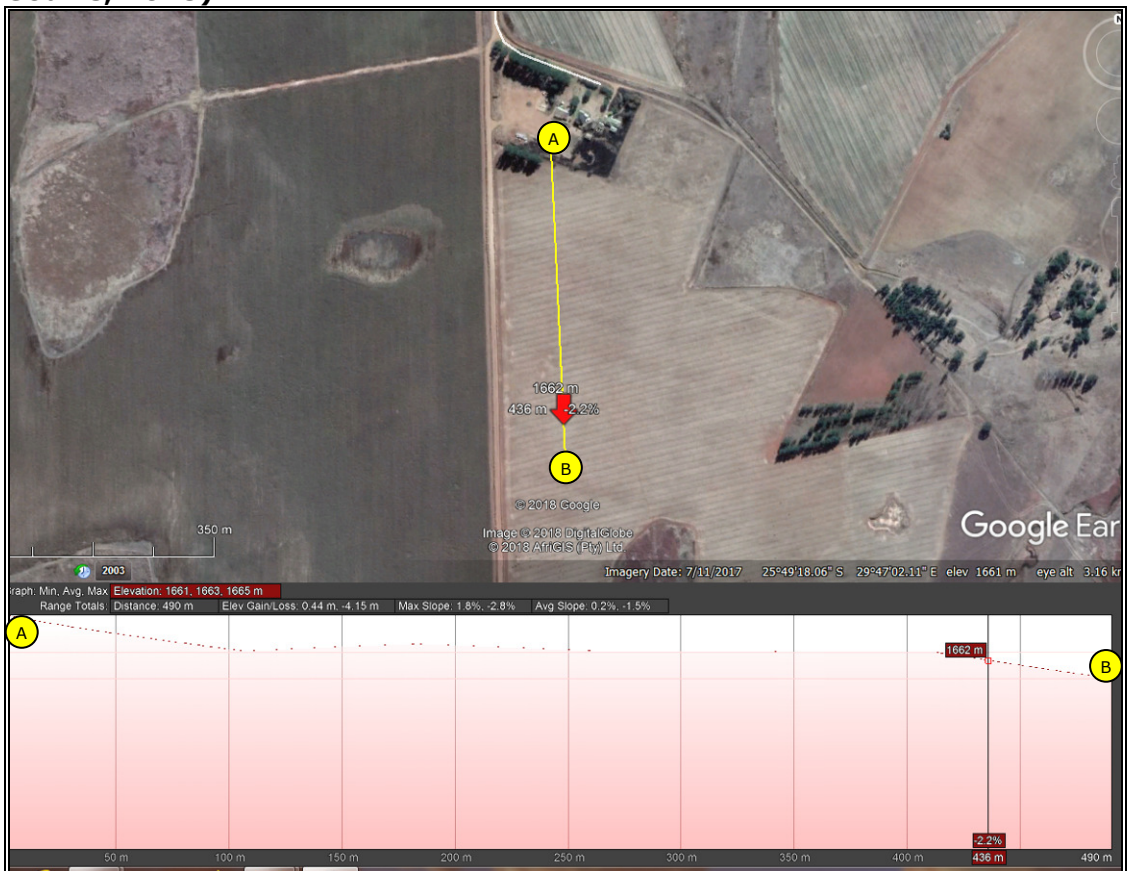 N
A
1662 m
436 m -2.2%
B
© 2018 Google
Image © 2018 DigitalGlobe
© 2018 AfriGIS (Pty) Ltd.
Google Ear
350 m
2003
Imagery Date: 7/11/2017 25°49'18.06" S 29°47'02.11" E elev 1661 m eye alt 3.16 km
raph: Min, Avg, Max Elevation: 1661, 1663, 1665 m
Range Totals: Distance: 490 m Elev Gain/Loss: 0.44 m, -4.15 m Max Slope: 1.8%, -2.8% Avg Slope: 0.2%, -1.5%
A
1662 m
B
-2.2%
50 m 100 m 150 m 200 m 250 m 300 m 350 m 400 m 436 m 490 m